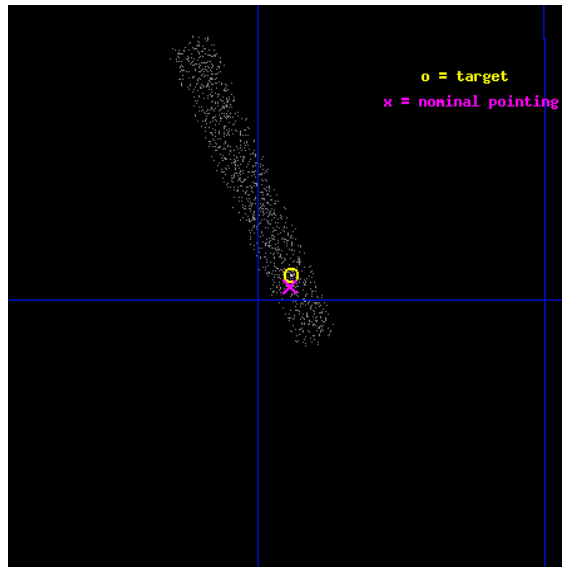 o = target
x = nominal pointing